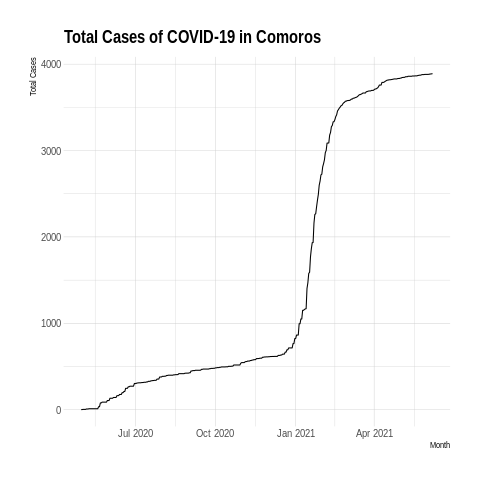 Total Cases of COVID-19 in Comoros
Total Cases
4000
3000
2000
1000
0
Jul 2020 Oct 2020 Jan 2021 Apr 2021
Month